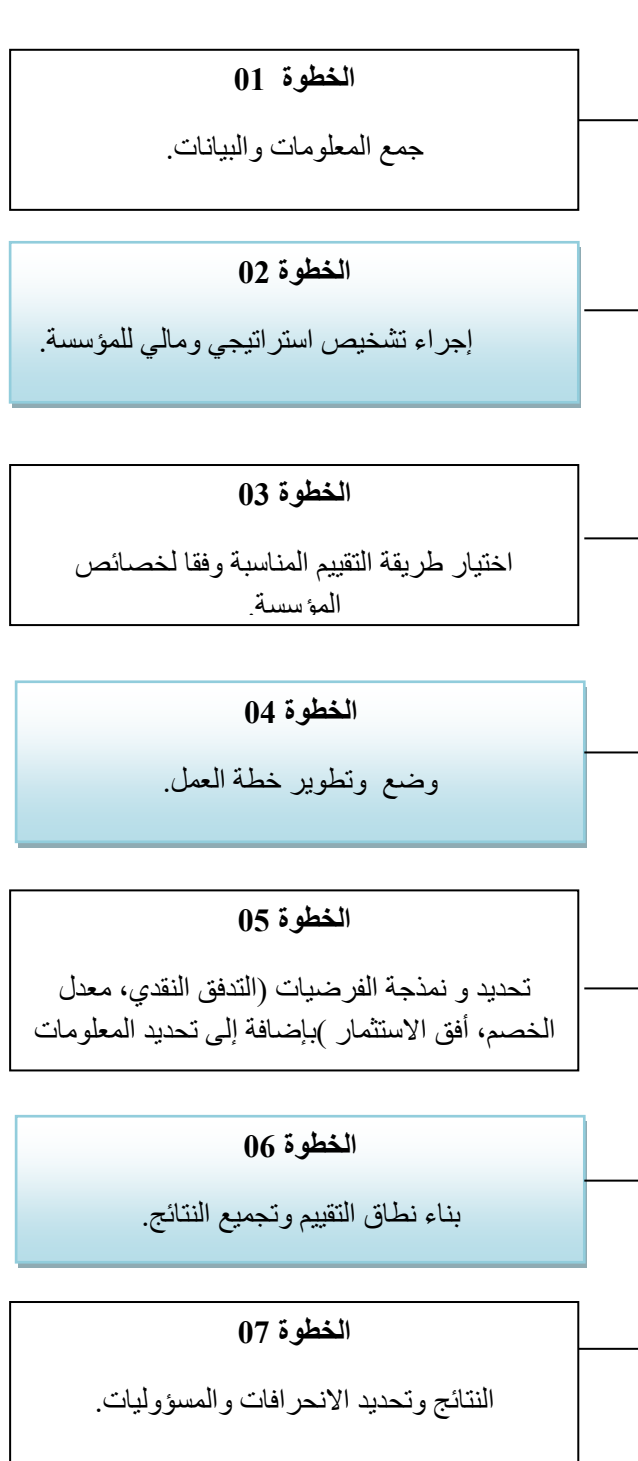 الخطوة 01
جمع المعلومات والبيانات.
الخطوة 02
إجراء تشخيص استراتيجي ومالي للمؤسسة.
الخطوة 03
اختيار طريقة التقييم المناسبة وفقا لخصائص
المؤسسة.
الخطوة 04
وضع وتطوير خطة العمل.
الخطوة 05
تحديد و نمذجة الفرضيات (التدفق النقدي، معدل
الخصم، أفق الاستثمار )بإضافة إلى تحديد المعلومات
الخطوة 06
بناء نطاق التقييم وتجميع النتائج.
الخطوة 07
النتائج وتحديد الانحرافات والمسؤوليات.